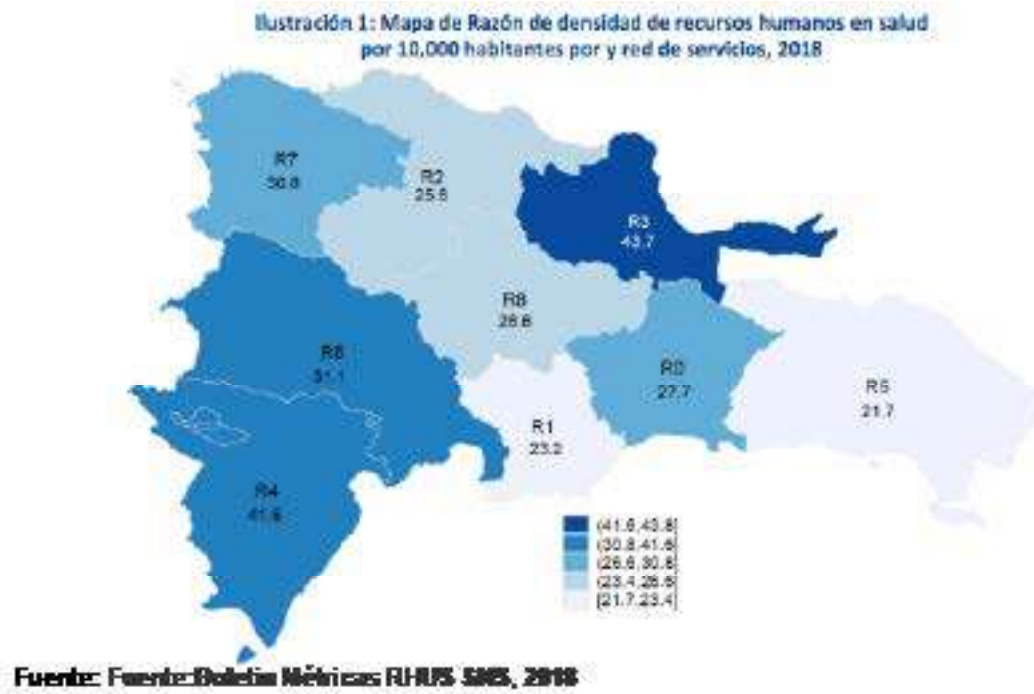 Ilustración 1: Mapa de Razón de densidad de recursos humanos en salud
por 10,000 habitantes por y red de servicios, 2018
R7
30.8
R2
25.5
R3
43.7
R8
26.6
R6
31.1
R0
27.7
R5
21.7
R1
23.2
R4
41.6
(41.6,43.8]
(30.8,41.6]
(26.6,30.8]
(23.4,26.6]
[21.7,23.4]
Fuente: Fuente: Boletín Métricas RHUS SNS, 2018